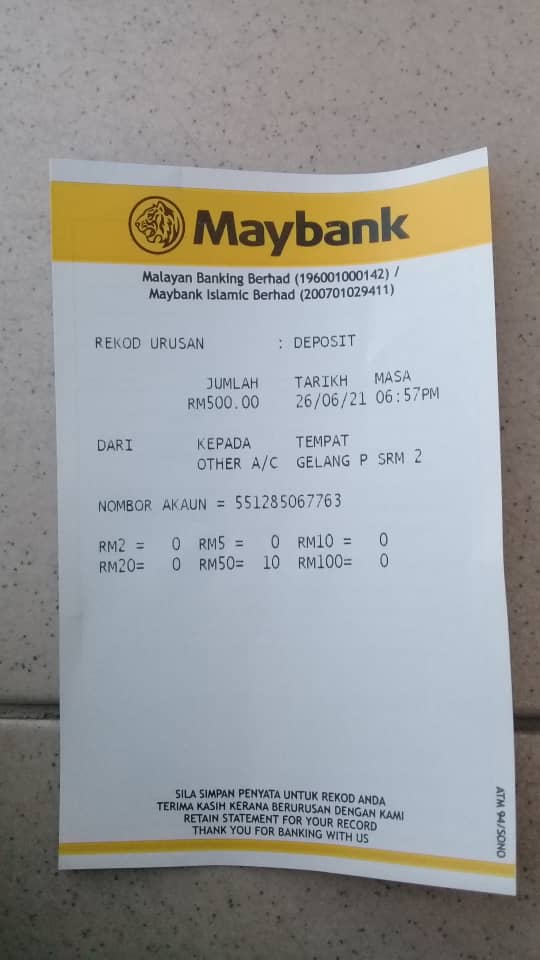 Maybank
Malayan Banking Berhad (196001000142) /
Maybank Islamic Berhad (200701029411)
REKOD URUSAN : DEPOSIT
JUMLAH TARIKH MASA
RM500.00 26/06/21 06:57PM
DARI KEPADA TEMPAT
OTHER A/C GELANG P SRM 2
NOMBOR AKAUN = 551285067763
RM2 = 0 RM5 = 0 RM10 = 0
RM20= 0 RM50= 10 RM100= 0
SILA SIMPAN PENYATA UNTUK REKOD ANDA
TERIMA KASIH KERANA BERURUSAN DENGAN KAMI
RETAIN STATEMENT FOR YOUR RECORD
THANK YOU FOR BANKING WITH US
ATM 94/SONO